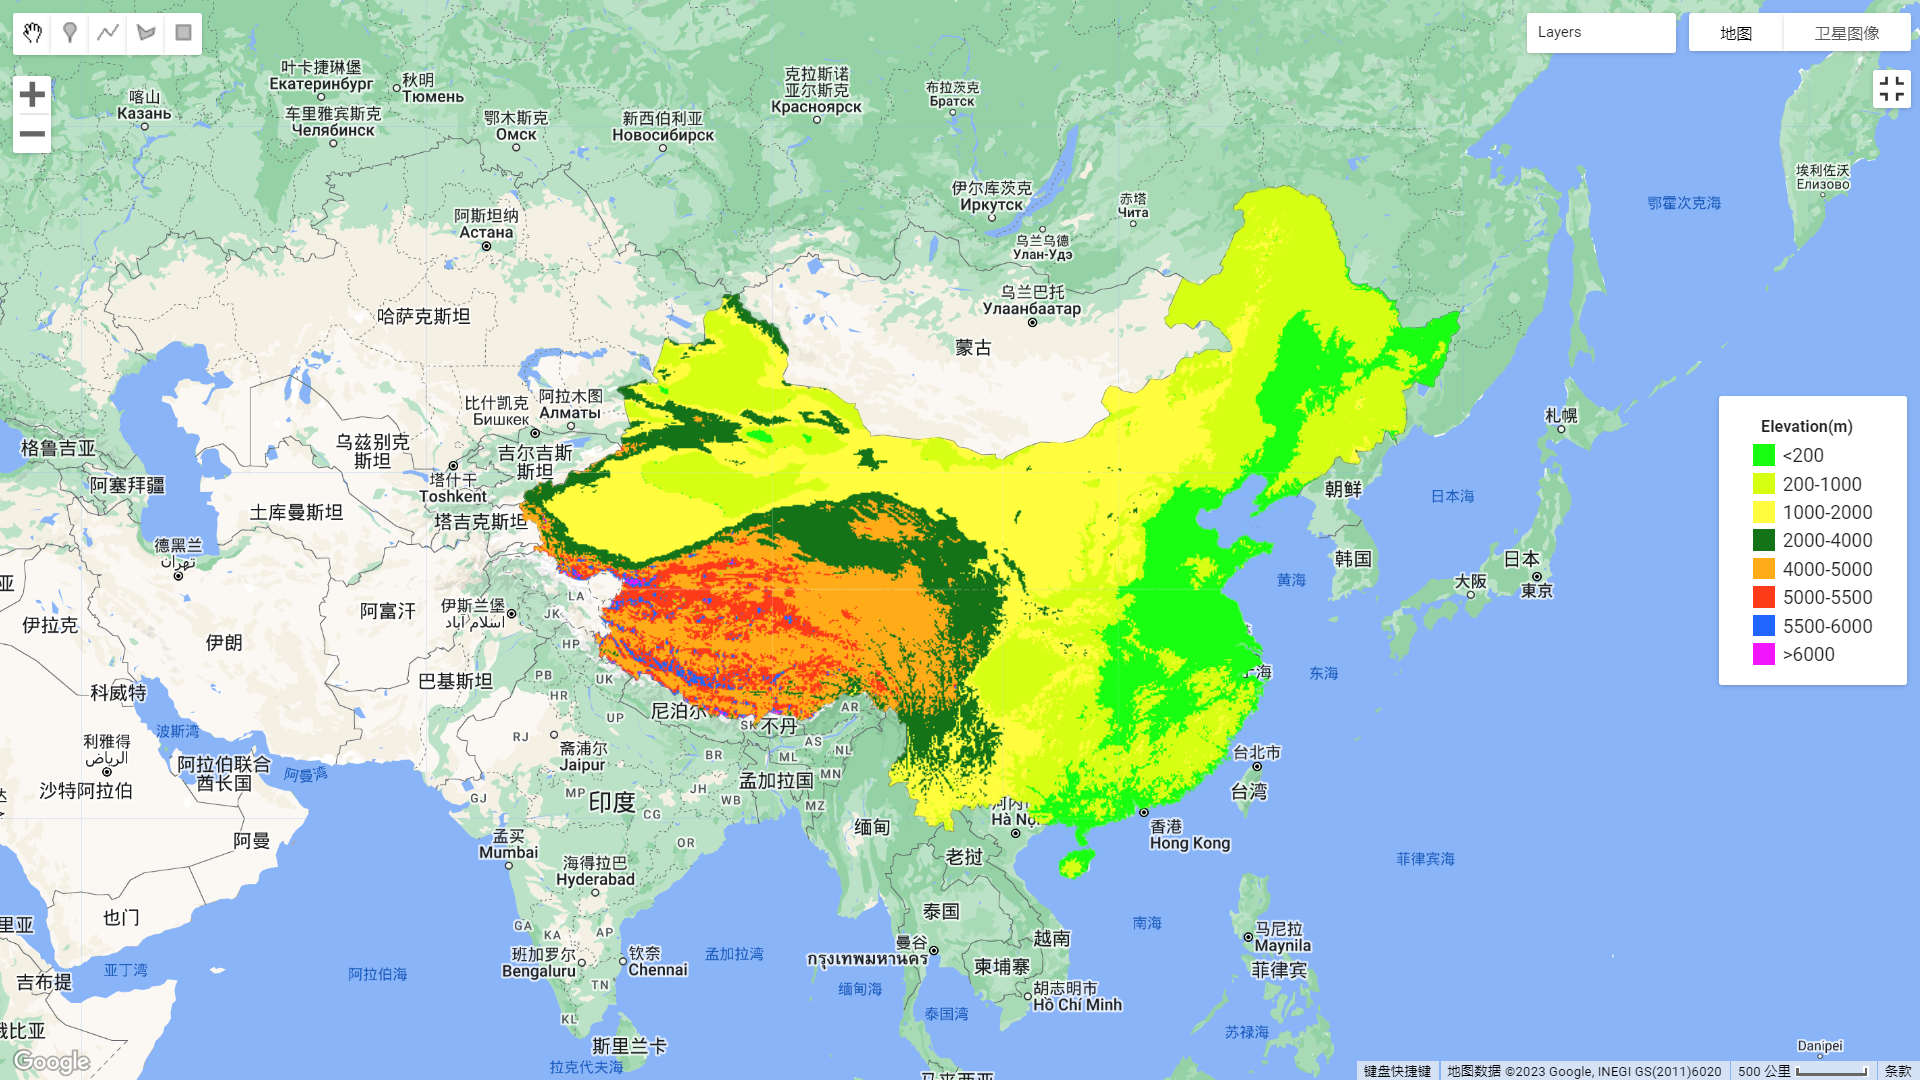 Layers
地图
卫星图像
叶卡捷琳堡
Екатеринбург
秋明
Тюмень
喀山
Казань
车里雅宾斯克
Челябинск
鄂木斯克
Омск
新西伯利亚
Новосибирск
克拉斯诺
亚尔斯克
Красноярск
布拉茨克
Братск
伊尔库茨克
Иркутск
赤塔
Чита
乌兰乌德
Улан-Удэ
埃利佐沃
Елизово
鄂霍次克海
阿斯坦纳
Астана
乌兰巴托
Улаанбаатар
哈萨克斯坦
蒙古
比什凯克
Бишкек
阿拉木图
Алматы
札幌
格鲁吉亚
乌兹别克
斯坦
吉尔吉斯
斯坦
塔什干
Toshkent
阿塞拜疆
土库曼斯坦
塔吉克斯坦
朝鲜
日本海
德黑兰
تهران
韩国
日本
大阪
東京
黄海
亚
伊拉克
伊朗
阿富汗
伊斯兰堡
اسلام آباد
LA
JK
HP
巴基斯坦
PB
HR
UK
UP
RJ
科威特
波斯湾
利雅得
الرياض
沙特阿拉伯
阿拉伯联合
酋长国
阿曼湾
尼泊尔
SK
不丹
AR
AS
NL
ML
MN
BR
斋浦尔
Jaipur
孟加拉国
MP
JH
WB
MZ
GJ
印度
CG
OR
东海
台北市
台湾
香港
Hong Kong
Hà Nội
缅甸
老挝
阿曼
孟买
Mumbai
海得拉巴
Hyderabad
菲律宾海
也门
里亚
亚丁湾
吉布提
阿拉伯海
GA
KA
AP
班加罗尔
Bengaluru
钦奈
Chennai
TN
KL
孟加拉湾
泰国
曼谷
กรุงเทพมหานคร
越南
柬埔寨
缅甸海
胡志明市
Hồ Chí Minh
泰国湾
南海
马尼拉
Maynila
菲律宾
苏禄海
斯里兰卡
拉克代夫海
马来西亚
俄比亚
Danipei
Elevation(m)
<200
200-1000
1000-2000
2000-4000
4000-5000
5000-5500
5500-6000
>6000
Google
键盘快捷键
地图数据 ©2023 Google, INEGI GS(2011)6020
500 公里
条款